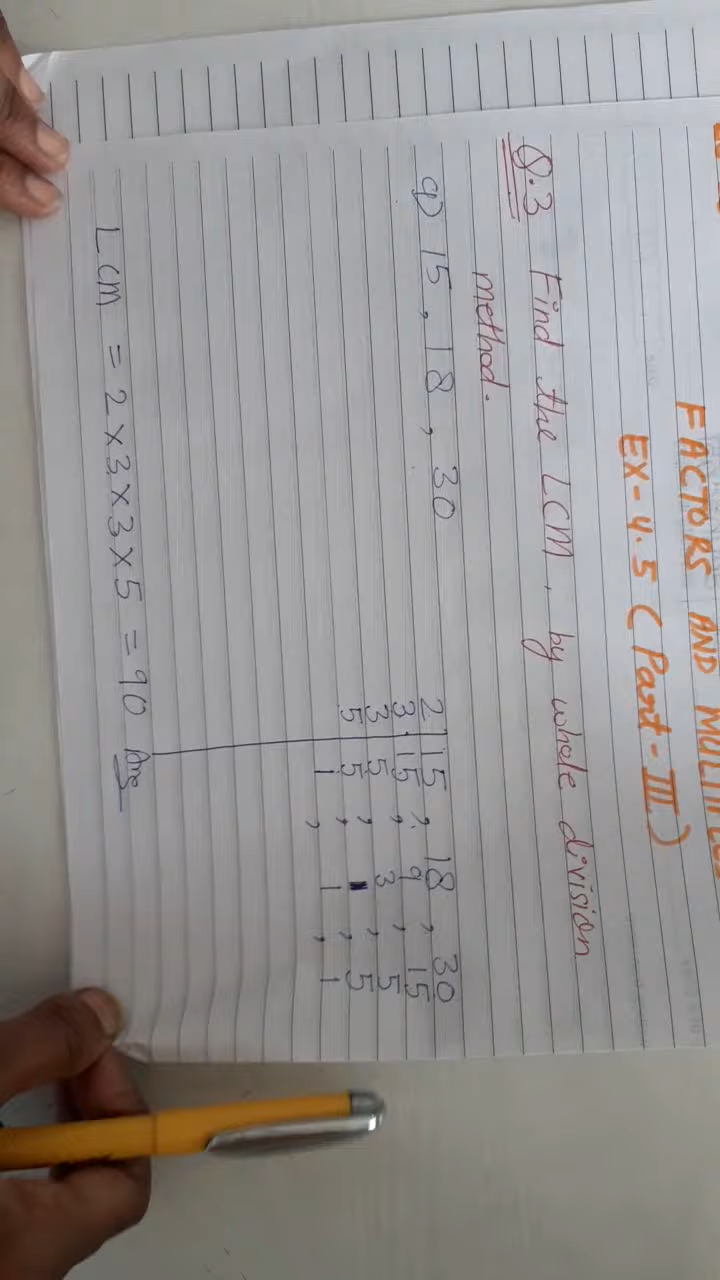 FACTORS AND
EX-4.5 (Part-III)
Q.3 Find the LCM, by whole division
method.
a) 15, 18, 30
2 15, 18, 30
3 15, 9, 15
3 5, 3, 5
5 5, 1, 5
1, 1, 1
LCM = 2×3×3×5 = 90 Ans